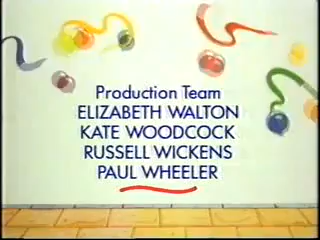 Production Team
ELIZABETH WALTON
KATE WOODCOCK
RUSSELL WICKENS
PAUL WHEELER